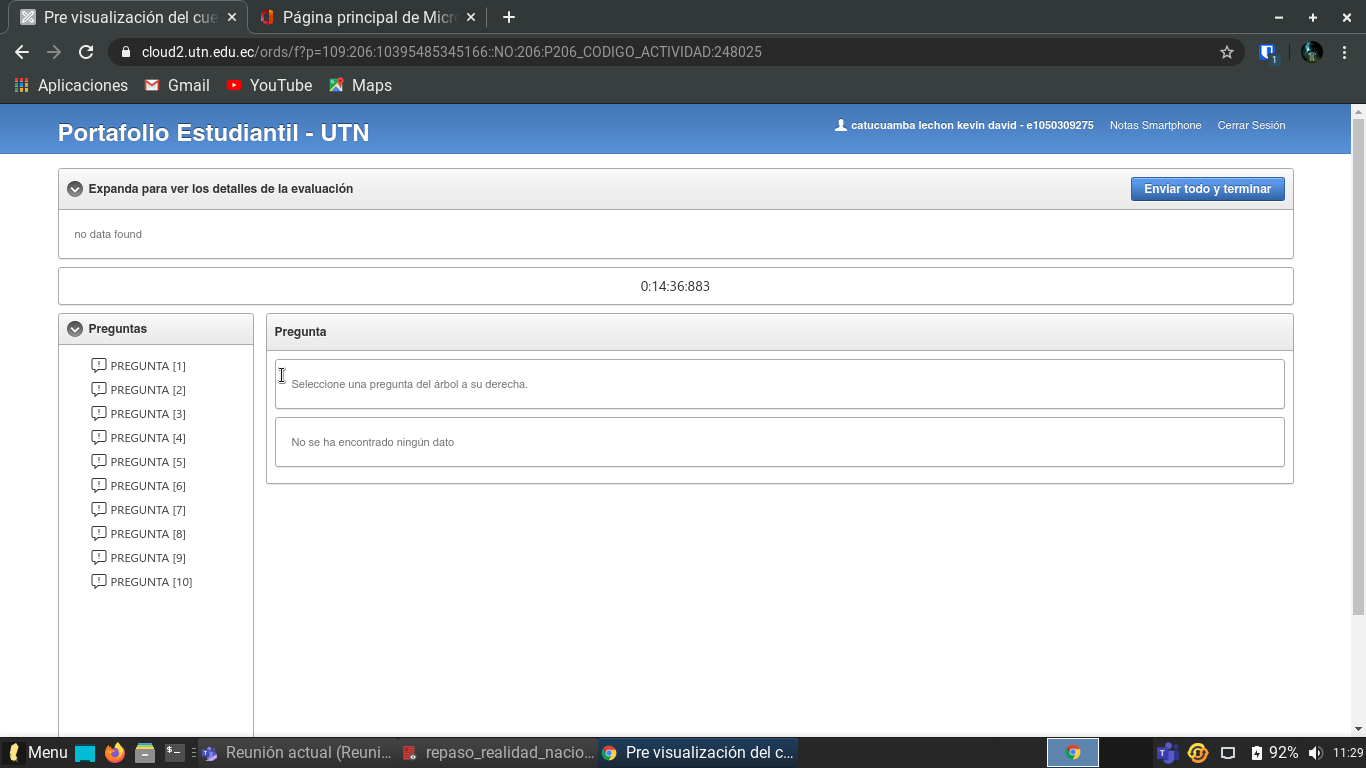 Pre visualización del cue
Página principal de Micr
cloud2.utn.edu.ec/ords/f?p=109:206:10395485345166::NO:206:P206_CODIGO_ACTIVIDAD:248025
1
Aplicaciones
Gmail
YouTube
Maps
Portafolio Estudiantil - UTN
catucuamba lechon kevin david - e1050309275
Notas Smartphone
Cerrar Sesión
Expanda para ver los detalles de la evaluación
Enviar todo y terminar
no data found
0:14:36:883
Preguntas
PREGUNTA [1]
PREGUNTA [2]
PREGUNTA [3]
PREGUNTA [4]
PREGUNTA [5]
PREGUNTA [6]
PREGUNTA [7]
PREGUNTA [8]
PREGUNTA [9]
PREGUNTA [10]
Pregunta
Seleccione una pregunta del árbol a su derecha.
No se ha encontrado ningún dato
Menu
Reunión actual (Reuni...
repaso_realidad_nacio...
Pre visualización del c...
92%
11:29